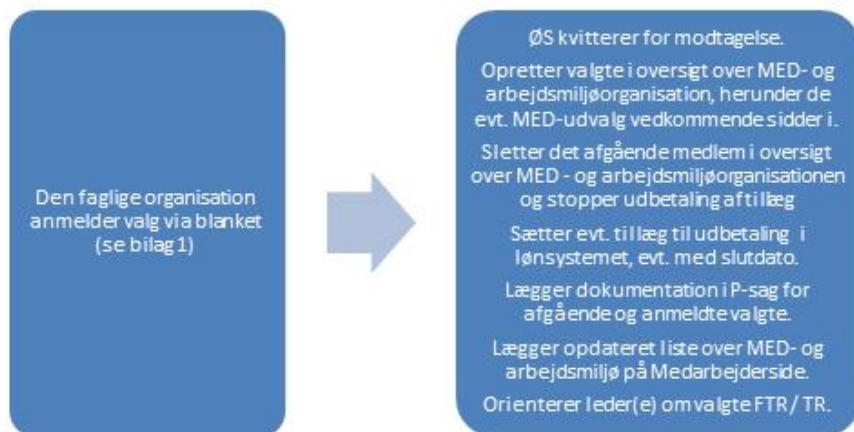 Den faglige organisation
anmelder valg via blanket
(se bilag 1)
ØS kvitterer for modtagelse.
Opretter valgte i oversigt over MED- og
arbejdsmiljøorganisation, herunder de
evt. MED-udvalg vedkommende sidder i.
Sletter det afgående medlem i oversigt
over MED - og arbejdsmiljøorganisationen
og stopper udbetaling af tillæg
Sætter evt. tillæg til udbetaling i
lønsystemet, evt. med slutdato.
Lægger dokumentation i P-sag for
afgående og anmeldte valgte.
Lægger opdateret liste over MED- og
arbejdsmiljø på Medarbejderside.
Orienterer leder(e) om valgte FTR / TR.